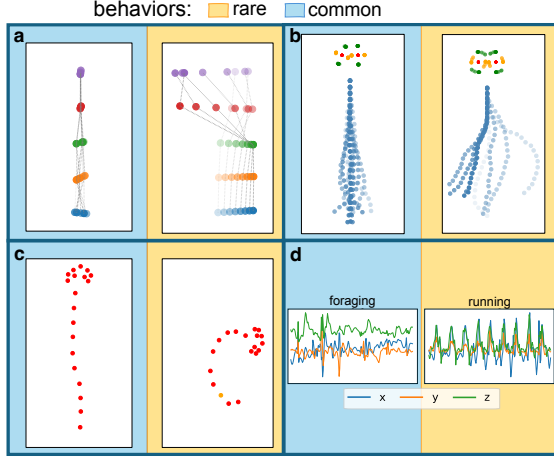 behaviors: rare common
a
b
c
d
foraging
running
x y z